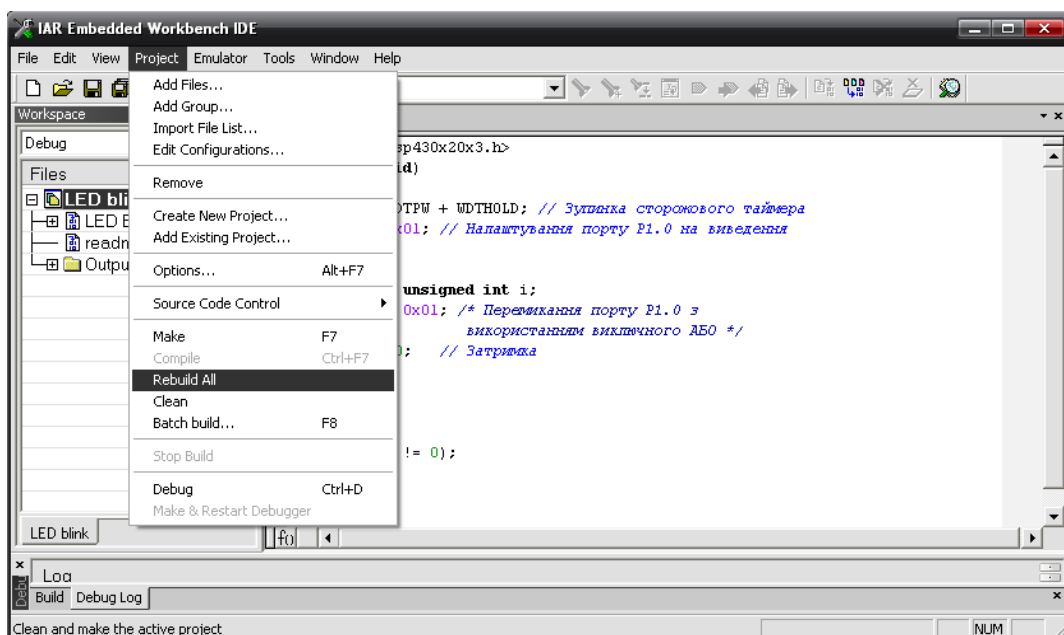 IAR Embedded Workbench IDE
File Edit View Project Emulator Tools Window Help
Workspace
Debug
Files
LED bli
LED B
readn
Outpu
LED blink
Add Files...
Add Group...
Import File List...
Edit Configurations...
Remove
Create New Project...
Add Existing Project...
Options... Alt+F7
Source Code Control
Make F7
Compile Ctrl+F7
Rebuild All
Clean
Batch build... F8
Stop Build
Debug Ctrl+D
Make & Restart Debugger
sp430x20x3.h>
id)
DTPW + WDTHOLD; // Зупинка сторожового таймера
x01; // Налаштування порту P1.0 на виведення
unsigned int i;
0x01; /* Перемикання порту P1.0 з
використанням виключного АБО */
0; // Затримка
!= 0);
f()
Log
Debu
Build Debug Log
Clean and make the active project NUM